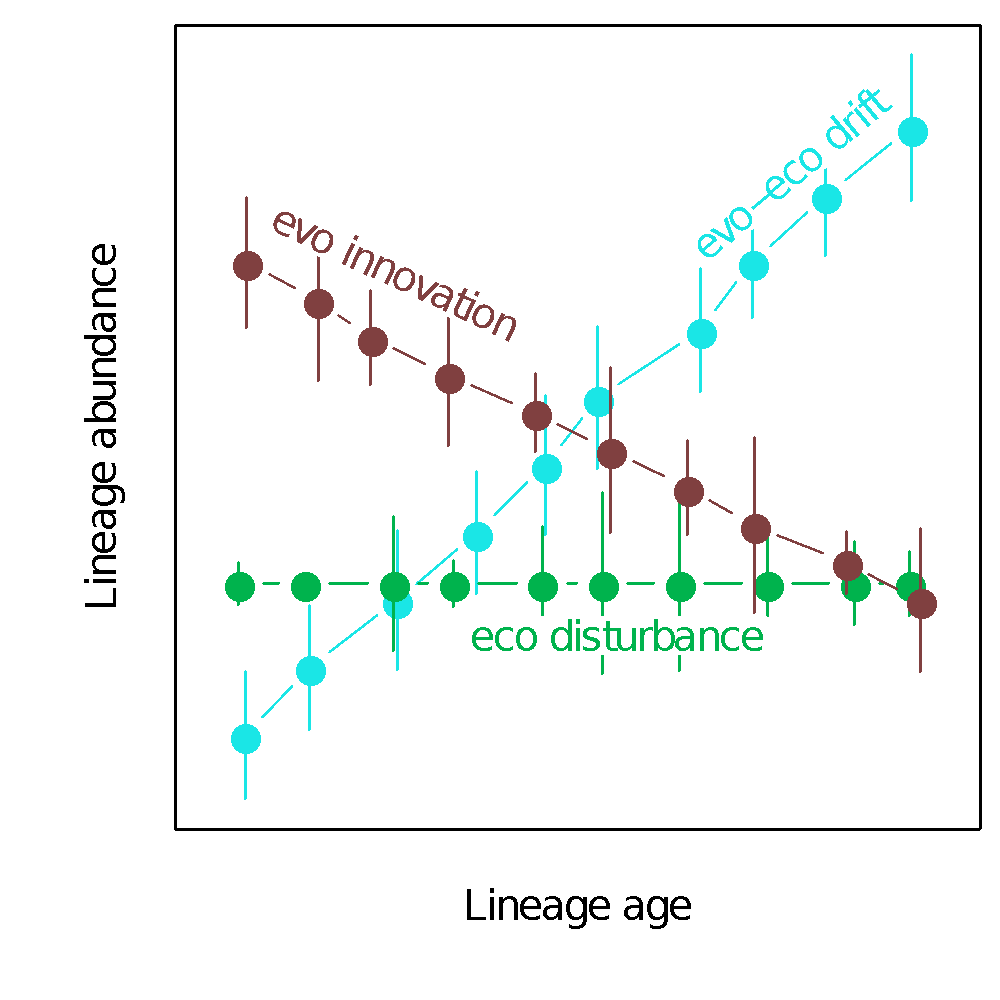 evo-eco drift
evo innovation
eco disturbance
Lineage abundance
Lineage age